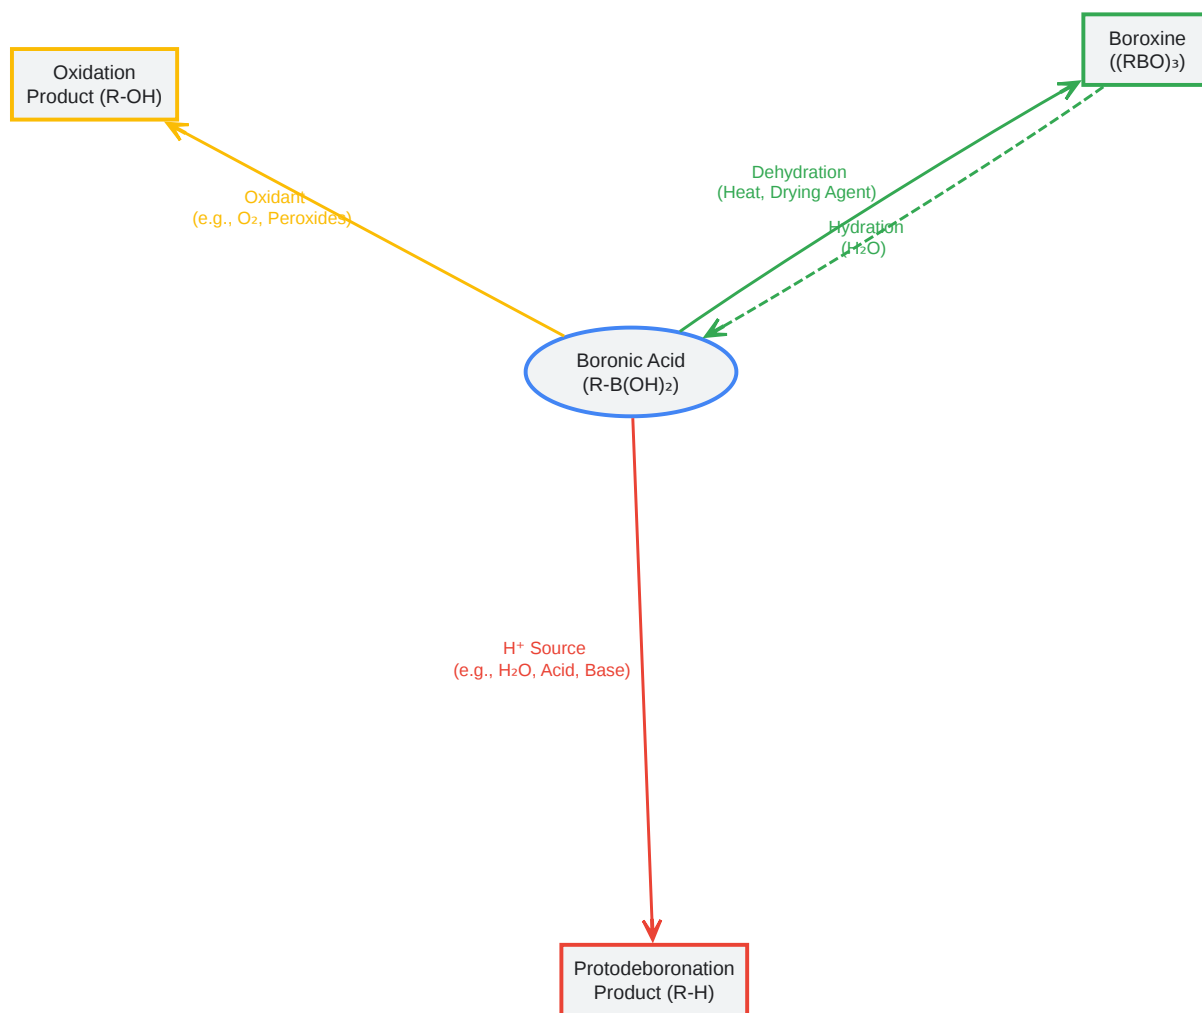 Boroxine
((RBO)₃)
Oxidation
Product (R-OH)
Dehydration
(Heat, Drying Agent)
Oxidant
(e.g., O₂, Peroxides)
Hydration
(H₂O)
Boronic Acid
(R-B(OH)₂)
H⁺ Source
(e.g., H₂O, Acid, Base)
Protodeboronation
Product (R-H)